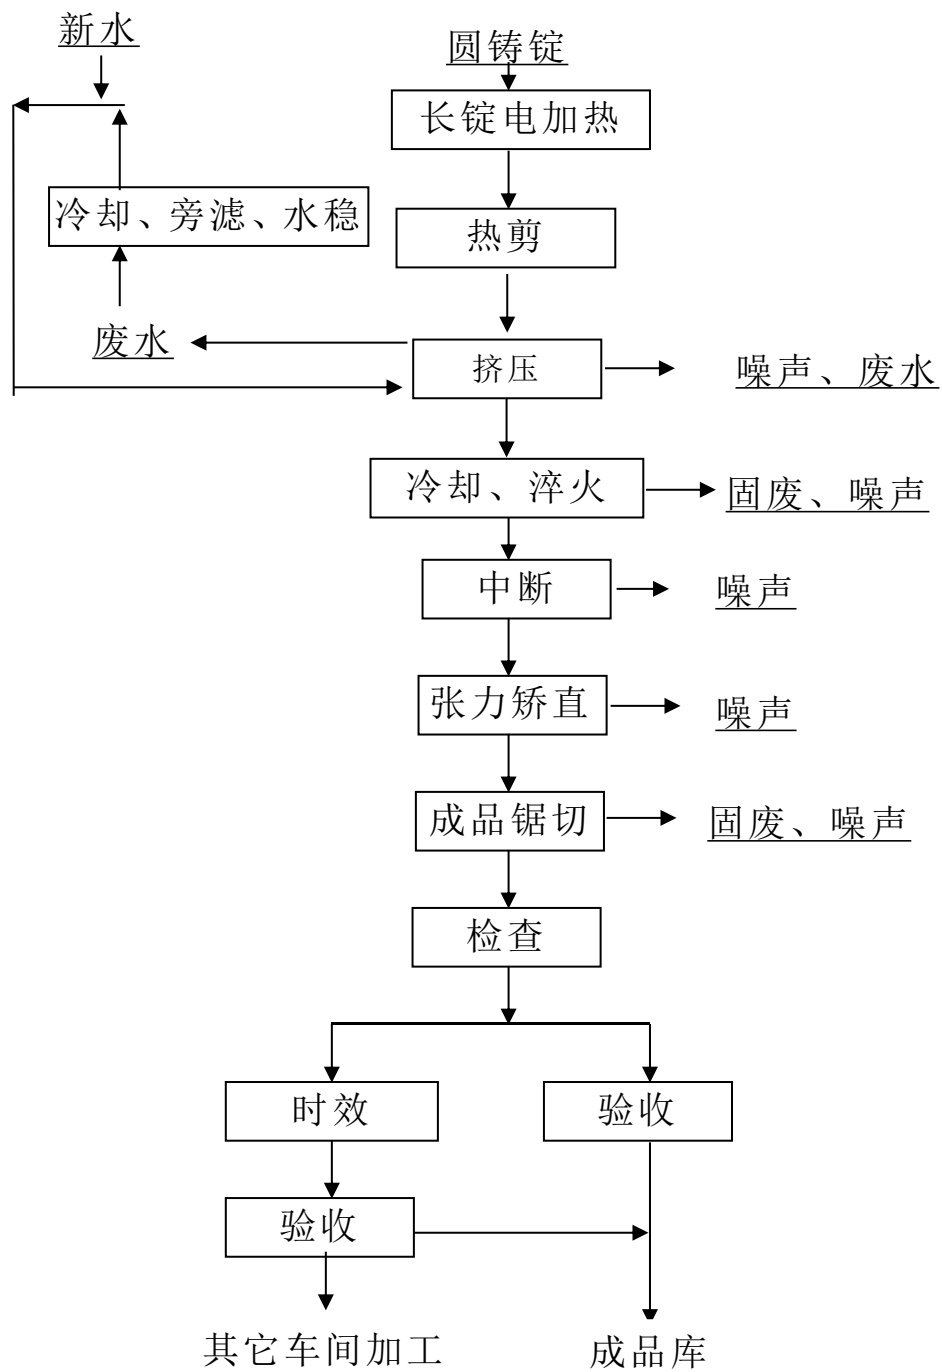 新水
圆铸锭
长锭电加热
冷却、旁滤、水稳
热剪
废水
挤压
噪声、废水
冷却、淬火
固废、噪声
中断
噪声
张力矫直
噪声
成品锯切
固废、噪声
检查
时效
验收
验收
其它车间加工
成品库